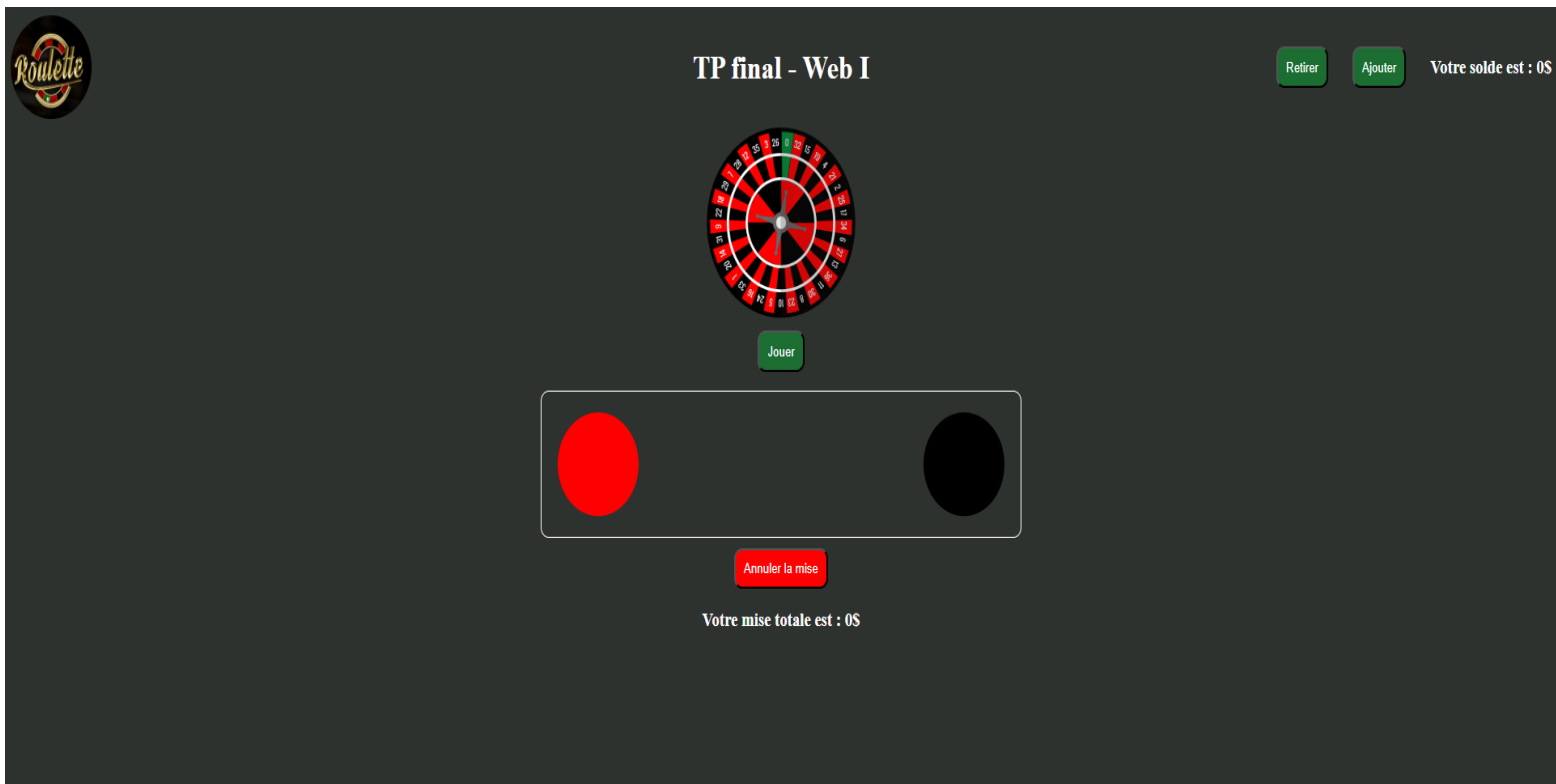 Roulette
TP final - Web I
Retirer
Ajouter
Votre solde est : 0$
Jouer
Annuler la mise
Votre mise totale est : 0$